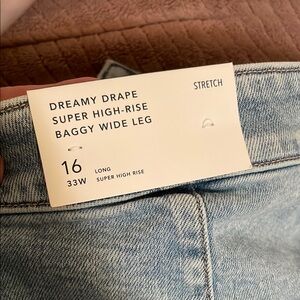 STRETCH
DREAMY DRAPE
SUPER HIGH-RISE
BAGGY WIDE LEG
16 LONG
33W SUPER HIGH RISE